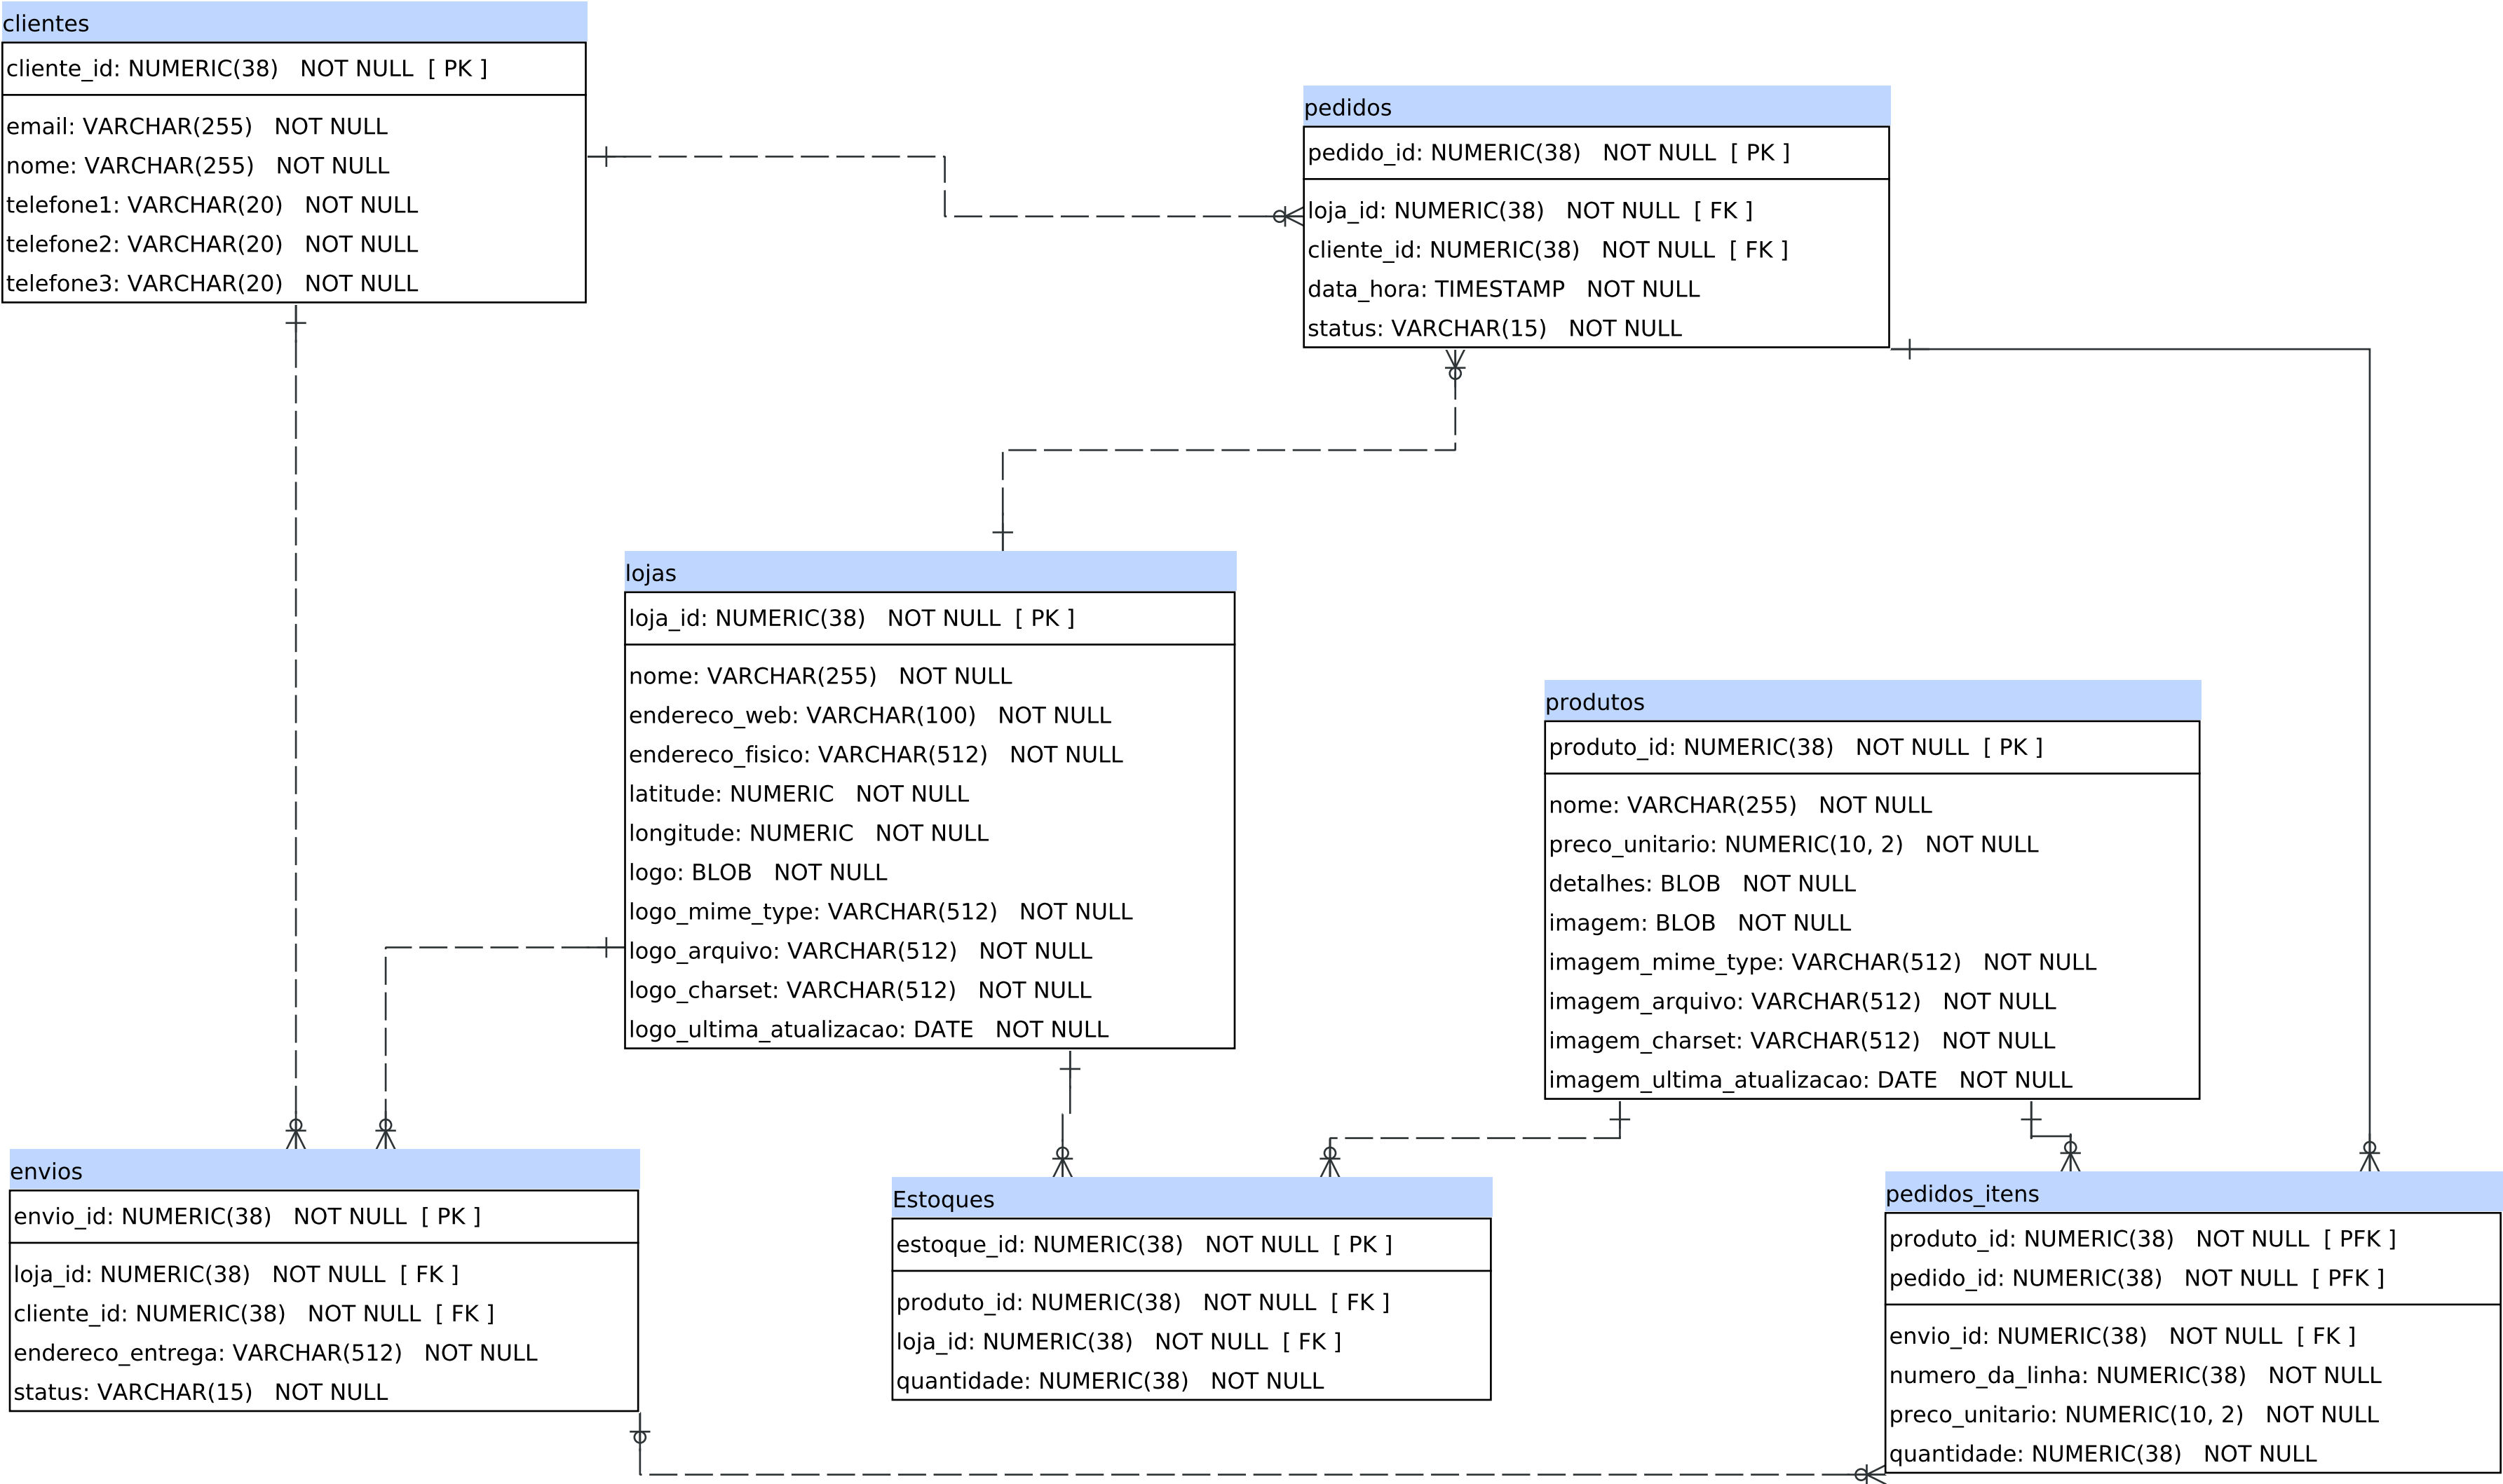 clientes
cliente_id: NUMERIC(38)   NOT NULL  [ PK ]
email: VARCHAR(255)   NOT NULL
nome: VARCHAR(255)   NOT NULL
telefone1: VARCHAR(20)   NOT NULL
telefone2: VARCHAR(20)   NOT NULL
telefone3: VARCHAR(20)   NOT NULL
pedidos
pedido_id: NUMERIC(38)   NOT NULL  [ PK ]
loja_id: NUMERIC(38)   NOT NULL  [ FK ]
cliente_id: NUMERIC(38)   NOT NULL  [ FK ]
data_hora: TIMESTAMP   NOT NULL
status: VARCHAR(15)   NOT NULL
lojas
loja_id: NUMERIC(38)   NOT NULL  [ PK ]
nome: VARCHAR(255)   NOT NULL
endereco_web: VARCHAR(100)   NOT NULL
endereco_fisico: VARCHAR(512)   NOT NULL
latitude: NUMERIC   NOT NULL
longitude: NUMERIC   NOT NULL
logo: BLOB   NOT NULL
logo_mime_type: VARCHAR(512)   NOT NULL
logo_arquivo: VARCHAR(512)   NOT NULL
logo_charset: VARCHAR(512)   NOT NULL
logo_ultima_atualizacao: DATE   NOT NULL
produtos
produto_id: NUMERIC(38)   NOT NULL  [ PK ]
nome: VARCHAR(255)   NOT NULL
preco_unitario: NUMERIC(10, 2)   NOT NULL
detalhes: BLOB   NOT NULL
imagem: BLOB   NOT NULL
imagem_mime_type: VARCHAR(512)   NOT NULL
imagem_arquivo: VARCHAR(512)   NOT NULL
imagem_charset: VARCHAR(512)   NOT NULL
imagem_ultima_atualizacao: DATE   NOT NULL
envios
envio_id: NUMERIC(38)   NOT NULL  [ PK ]
loja_id: NUMERIC(38)   NOT NULL  [ FK ]
cliente_id: NUMERIC(38)   NOT NULL  [ FK ]
endereco_entrega: VARCHAR(512)   NOT NULL
status: VARCHAR(15)   NOT NULL
Estoques
estoque_id: NUMERIC(38)   NOT NULL  [ PK ]
produto_id: NUMERIC(38)   NOT NULL  [ FK ]
loja_id: NUMERIC(38)   NOT NULL  [ FK ]
quantidade: NUMERIC(38)   NOT NULL
pedidos_itens
produto_id: NUMERIC(38)   NOT NULL  [ PFK ]
pedido_id: NUMERIC(38)   NOT NULL  [ PFK ]
envio_id: NUMERIC(38)   NOT NULL  [ FK ]
numero_da_linha: NUMERIC(38)   NOT NULL
preco_unitario: NUMERIC(10, 2)   NOT NULL
quantidade: NUMERIC(38)   NOT NULL